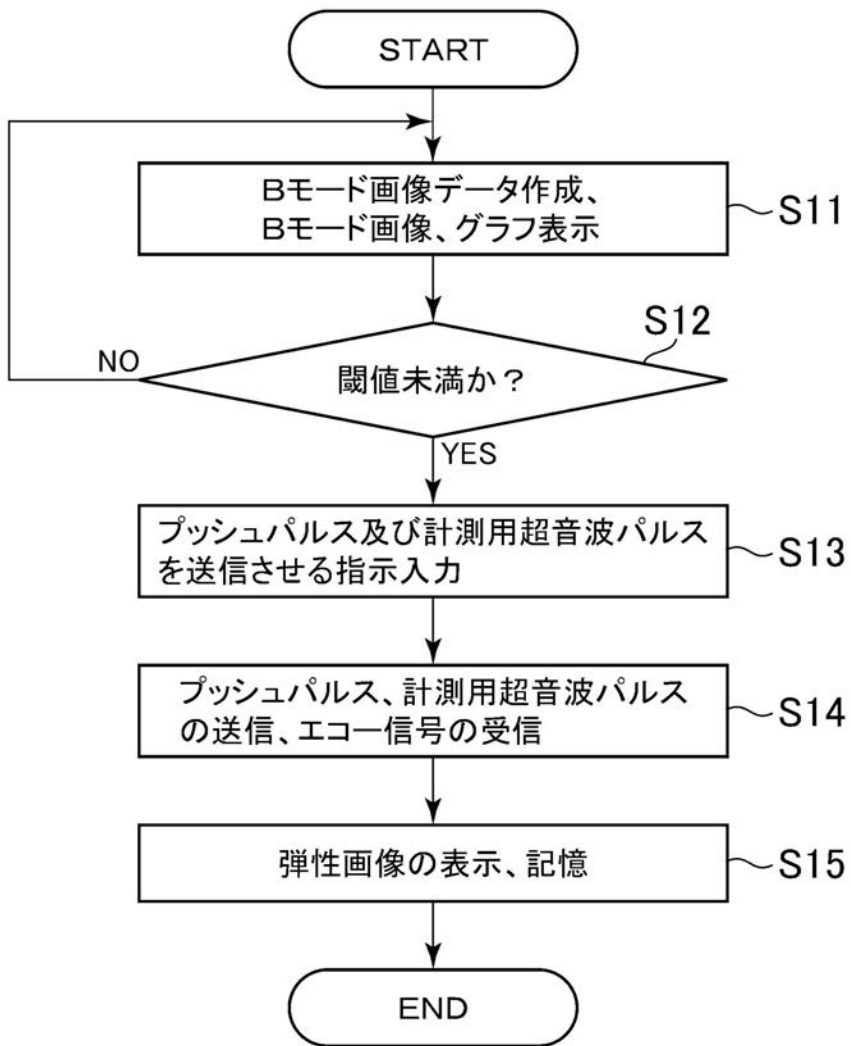 START
Bモード画像データ作成、
Bモード画像、グラフ表示
S11
S12
閾値未満か?
NO
YES
プッシュパルス及び計測用超音波パルス
を送信させる指示入力
S13
プッシュパルス、計測用超音波パルス
の送信、エコー信号の受信
S14
弾性画像の表示、記憶
S15
END